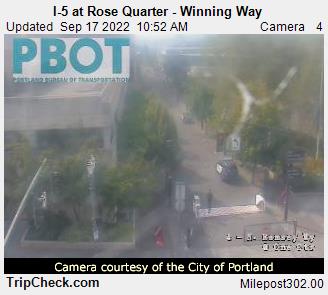 I-5 at Rose Quarter - Winning Way
Updated Sep 17 2022 10:52 AM Camera 4
PBOT
PORTLAND BUREAU OF TRANSPORTATION
Camera courtesy of the City of Portland
TripCheck.com Milepost302.00